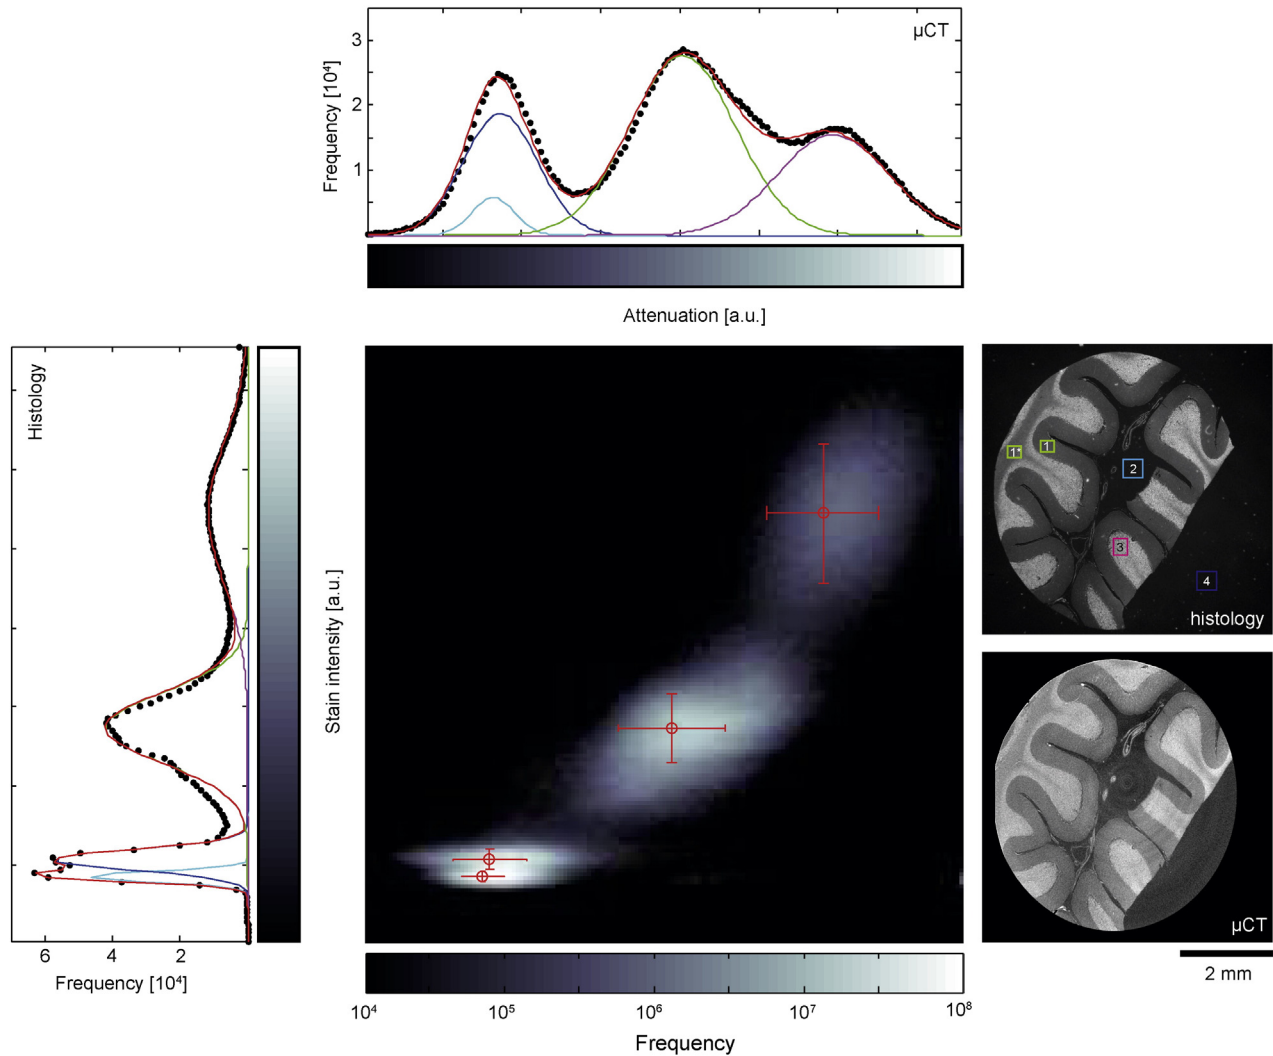 µCT
3
2
1
Frequency [10⁴]
Attenuation [a.u.]
Histology
6
4
2
Frequency [10⁴]
Stain intensity [a.u.]
10⁴
10⁵
10⁶
10⁷
10⁸
Frequency
1*
1
2
3
4
histology
µCT
2 mm